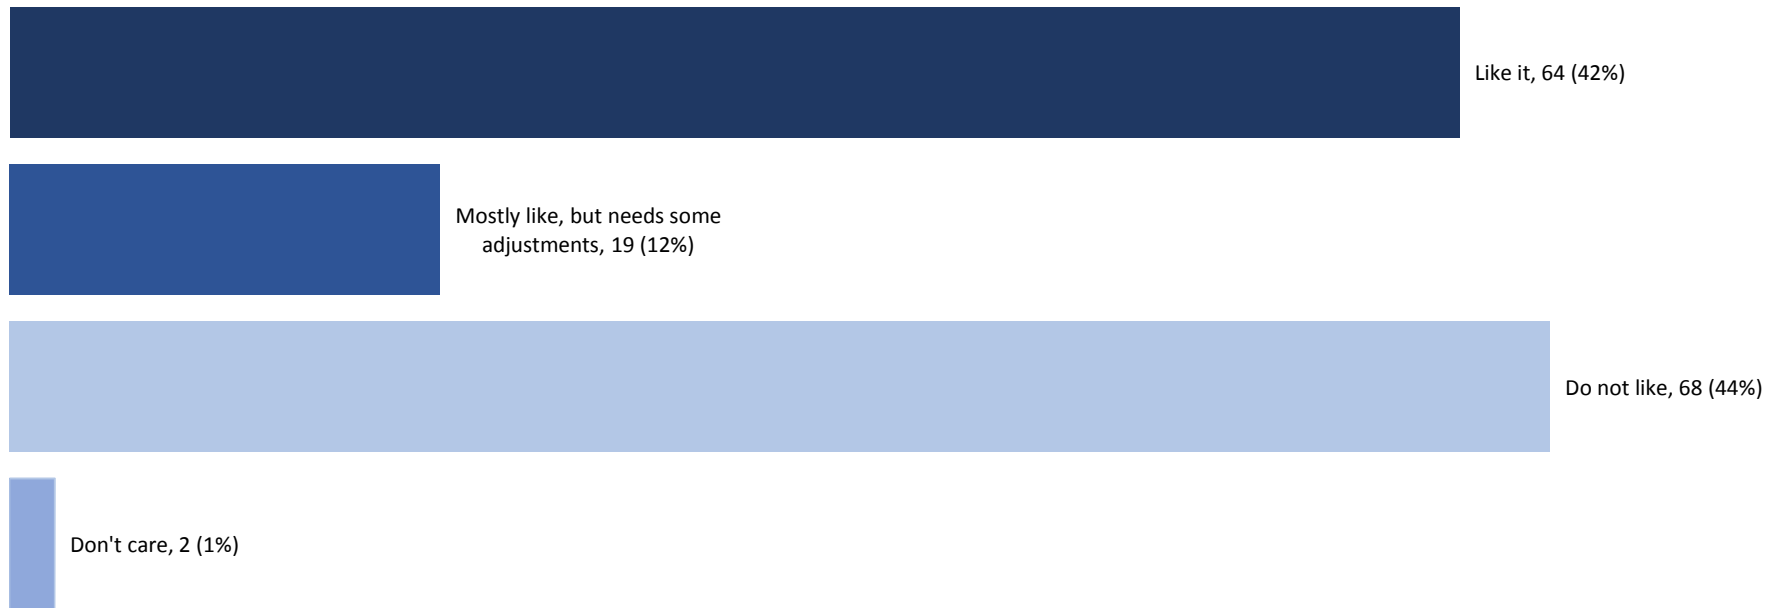 Like it, 64 (42%)
Mostly like, but needs some
adjustments, 19 (12%)
Do not like, 68 (44%)
Don't care, 2 (1%)